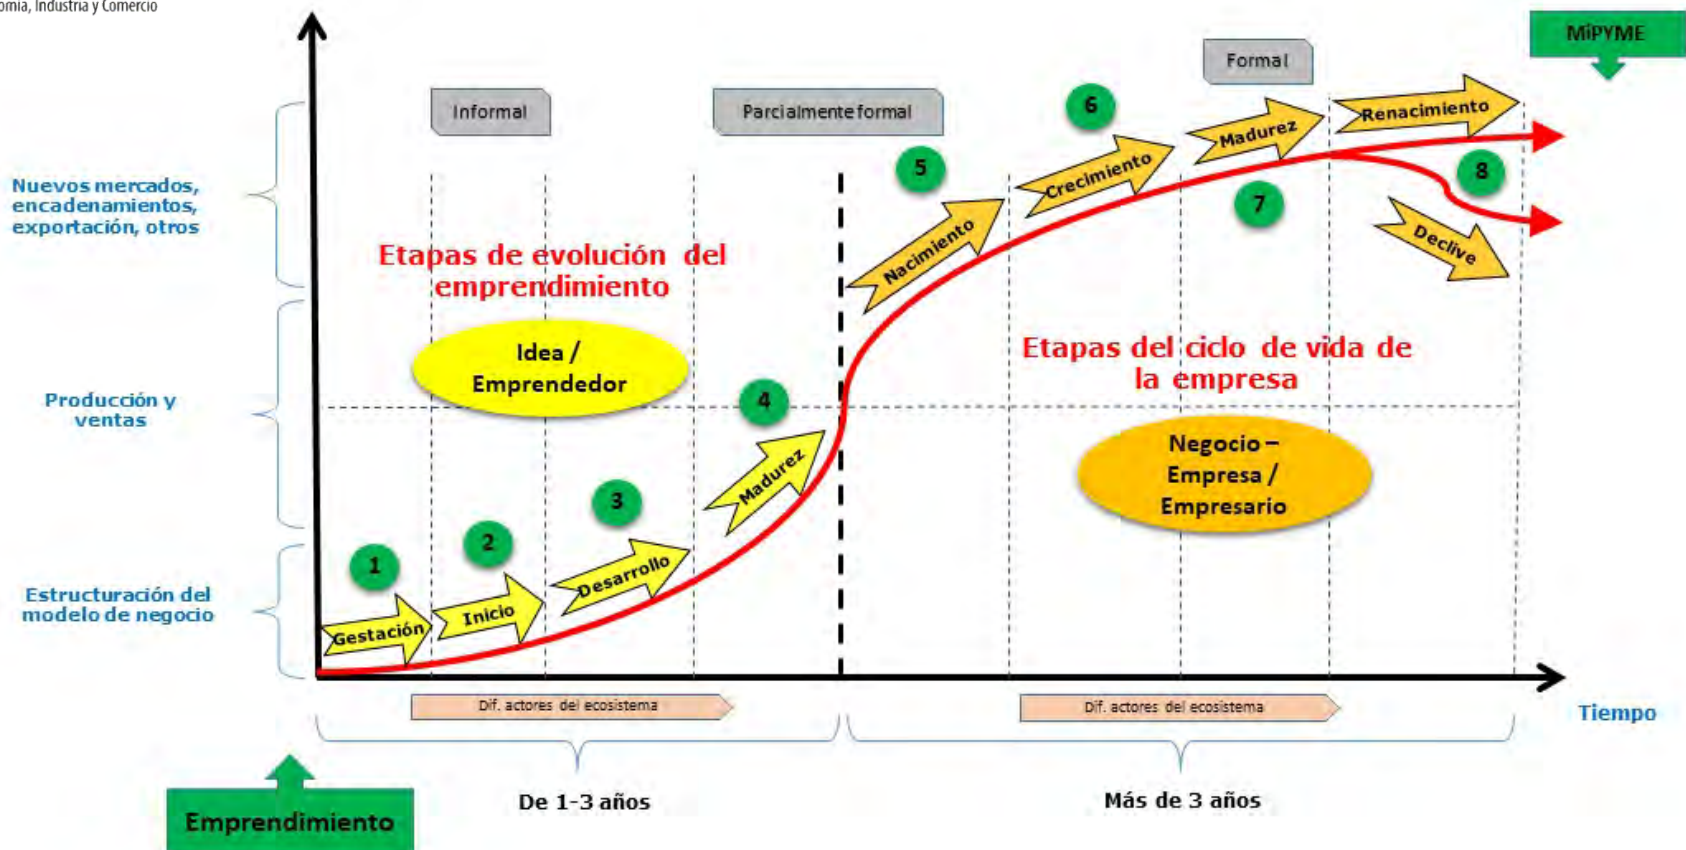 omía, Industria y Comercio
MiPYME
Formal
Informal
Parcialmente formal
6
Madurez
Renacimiento
5
Crecimiento
8
Nuevos mercados,
encadenamientos,
exportación, otros
7
Nacimiento
Declive
Etapas de evolución del
emprendimiento
Idea /
Emprendedor
Etapas del ciclo de vida de
la empresa
Producción y
ventas
4
Negocio –
Empresa /
Empresario
Madurez
3
2
1
Desarrollo
Inicio
Gestación
Estructuración del
modelo de negocio
Dif. actores del ecosistema
Dif. actores del ecosistema
Tiempo
De 1-3 años
Más de 3 años
Emprendimiento